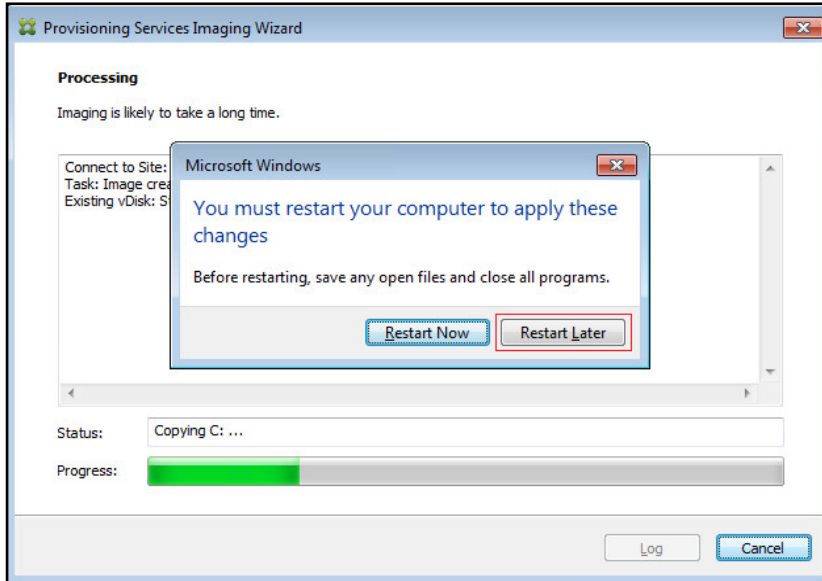 Provisioning Services Imaging Wizard
Processing
Imaging is likely to take a long time.
Connect to Site:
Task: Image crea
Existing vDisk: S
Microsoft Windows
You must restart your computer to apply these
changes
Before restarting, save any open files and close all programs.
Restart Now
Restart Later
Status:
Copying C: ...
Progress:
Log
Cancel